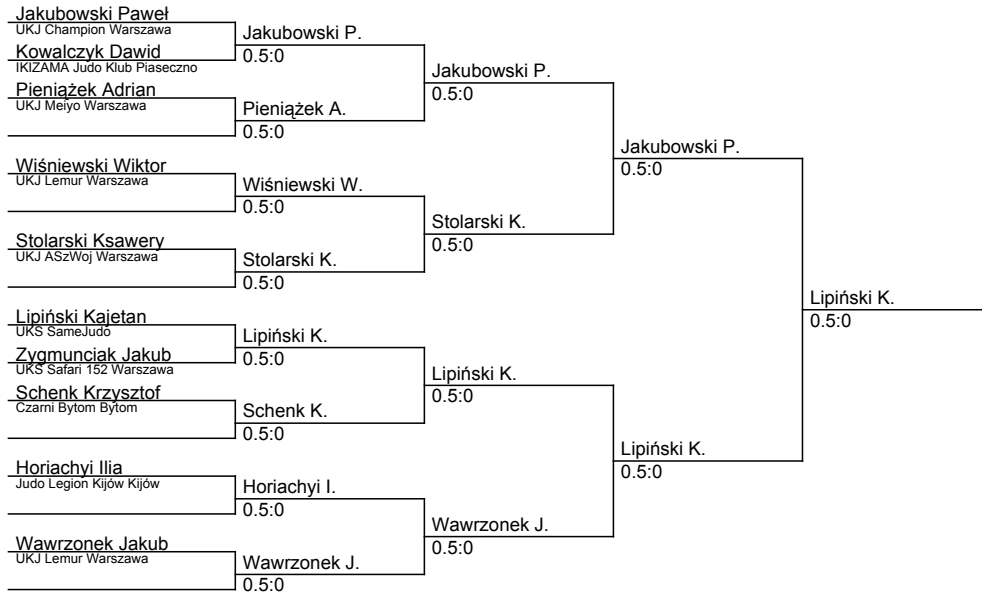 Jakubowski Paweł
UKJ Champion Warszawa
Kowalczyk Dawid
IKIZAMA Judo Klub Piaseczno
Pieniążek Adrian
UKJ Meiyo Warszawa
Wiśniewski Wiktor
UKJ Lemur Warszawa
Stolarski Ksawery
UKJ ASzWoj Warszawa
Lipiński Kajetan
UKS SameJudo
Zygmunciak Jakub
UKS Safari 152 Warszawa
Schenk Krzysztof
Czarni Bytom Bytom
Horiachyi Ilia
Judo Legion Kijów Kijów
Wawrzonek Jakub
UKJ Lemur Warszawa
Jakubowski P.
0.5:0
Pieniążek A.
0.5:0
Wiśniewski W.
0.5:0
Stolarski K.
0.5:0
Lipiński K.
0.5:0
Schenk K.
0.5:0
Horiachyi I.
0.5:0
Wawrzonek J.
0.5:0
Jakubowski P.
0.5:0
Stolarski K.
0.5:0
Lipiński K.
0.5:0
Wawrzonek J.
0.5:0
Jakubowski P.
0.5:0
Lipiński K.
0.5:0
Lipiński K.
0.5:0